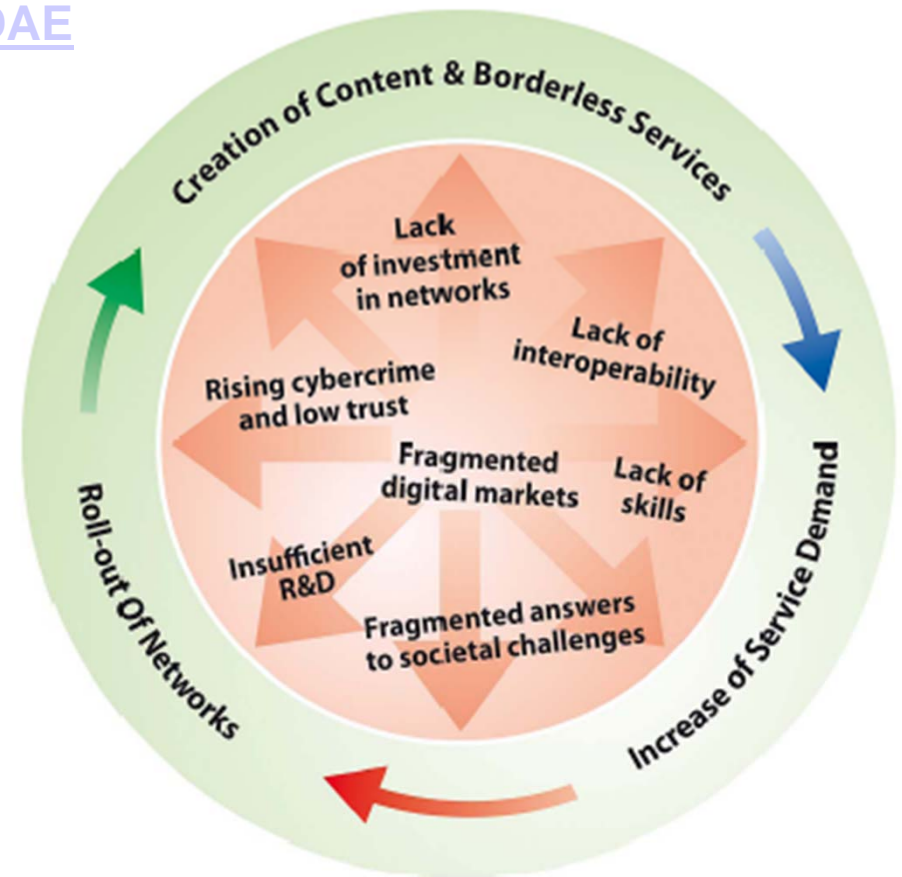 Creation of Content & Borderless Services
Lack
of investment
in networks
Lack of
interoperability
Rising cybercrime
and low trust
Fragmented
digital markets
Lack of
skills
Insufficient
R&D
Fragmented answers
to societal challenges
Increase of Service Demand
Roll-out Of Networks